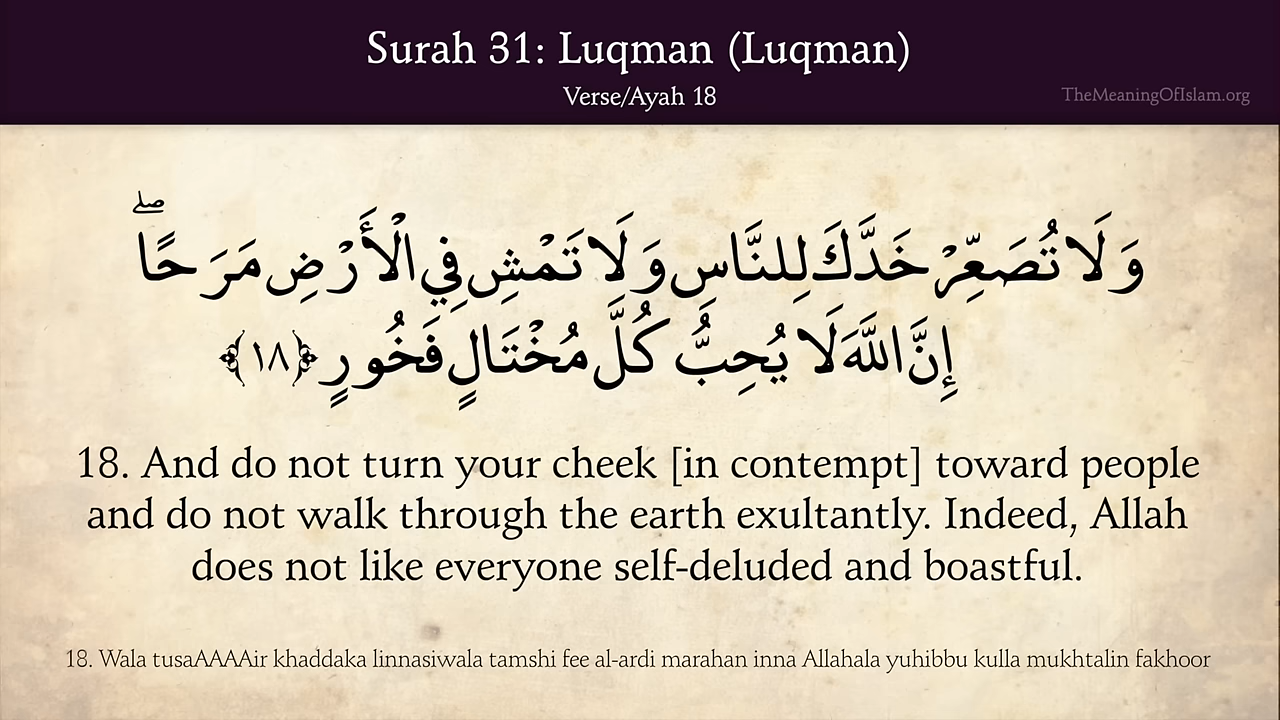 Surah 31: Luqman (Luqman)
Verse/Ayah 18
TheMeaningOfIslam.org
وَلَا تُصَعِّرْ خَدَّكَ لِلنَّاسِ وَلَا تَمْشِ فِي الْأَرْضِ مَرَحًا ۖ
إِنَّ اللَّهَ لَا يُحِبُّ كُلَّ مُخْتَالٍ فَخُورٍ ﴿١٨﴾
18. And do not turn your cheek [in contempt] toward people
and do not walk through the earth exultantly. Indeed, Allah
does not like everyone self-deluded and boastful.
18. Wala tusaAAAAir khaddaka linnasiwala tamshi fee al-ardi marahan inna Allahala yuhibbu kulla mukhtalin fakhoor